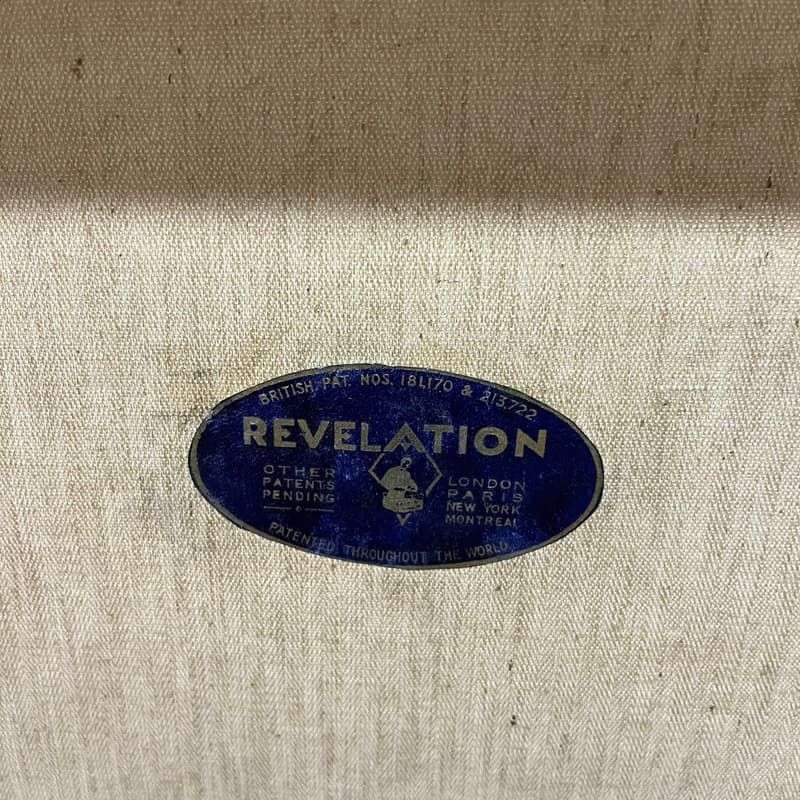 BRITISH PAT. NOS. 181,170 & 213,722
REVELATION
OTHER
PATENTS
PENDING
LONDON
PARIS
NEW YORK
MONTREAL
PATENTED THROUGHOUT THE WORLD